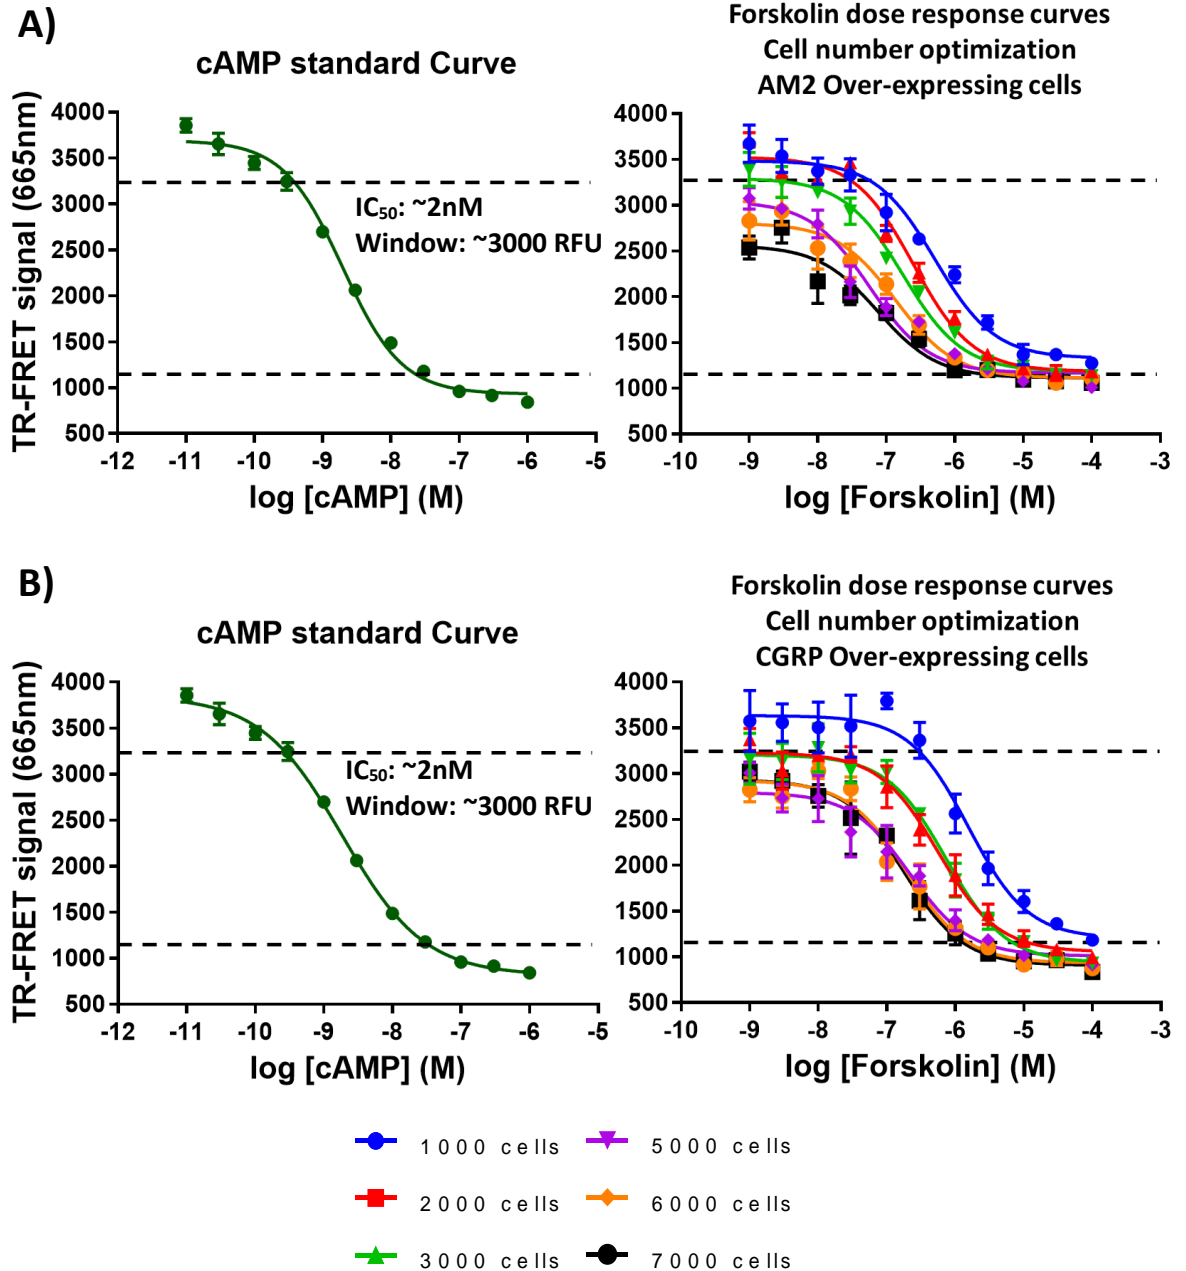 A)
cAMP standard Curve
TR-FRET signal (665nm)
4000
3500
3000
2500
2000
1500
1000
500
IC50: ~2nM
Window: ~3000 RFU
-12 -11 -10 -9 -8 -7 -6 -5
log [cAMP] (M)
Forskolin dose response curves
Cell number optimization
AM2 Over-expressing cells
4000
3500
3000
2500
2000
1500
1000
500
-10 -9 -8 -7 -6 -5 -4 -3
log [Forskolin] (M)
B)
cAMP standard Curve
TR-FRET signal (665nm)
4000
3500
3000
2500
2000
1500
1000
500
IC50: ~2nM
Window: ~3000 RFU
-12 -11 -10 -9 -8 -7 -6 -5
log [cAMP] (M)
Forskolin dose response curves
Cell number optimization
CGRP Over-expressing cells
4000
3500
3000
2500
2000
1500
1000
500
-10 -9 -8 -7 -6 -5 -4 -3
log [Forskolin] (M)
1000 cells
2000 cells
3000 cells
5000 cells
6000 cells
7000 cells